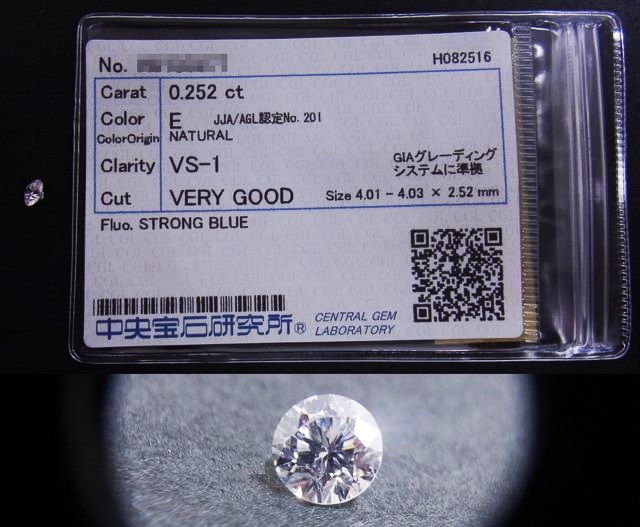 No.
H082516
Carat 0.252 ct
Color E JJA/AGL認定No.201
ColorOrigin NATURAL
Clarity VS-1
GIAグレーディング
システムに準拠
Cut VERY GOOD Size 4.01 - 4.03 × 2.52 mm
Fluo. STRONG BLUE
中央宝石研究所® CENTRAL GEM
LABORATORY